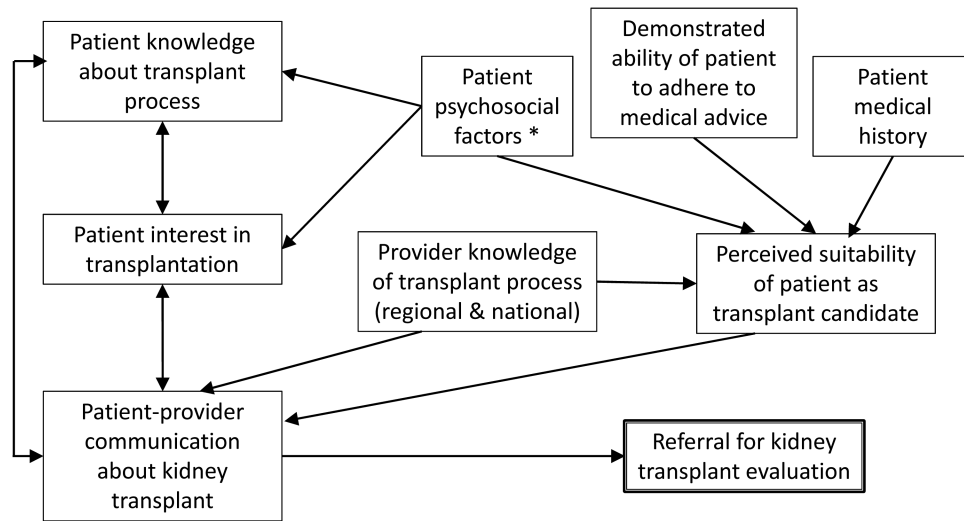 Patient knowledge
about transplant
process
Patient
psychosocial
factors *
Demonstrated
ability of patient
to adhere to
medical advice
Patient
medical
history
Patient interest in
transplantation
Provider knowledge
of transplant process
(regional & national)
Perceived suitability
of patient as
transplant candidate
Patient-provider
communication
about kidney
transplant
Referral for kidney
transplant evaluation